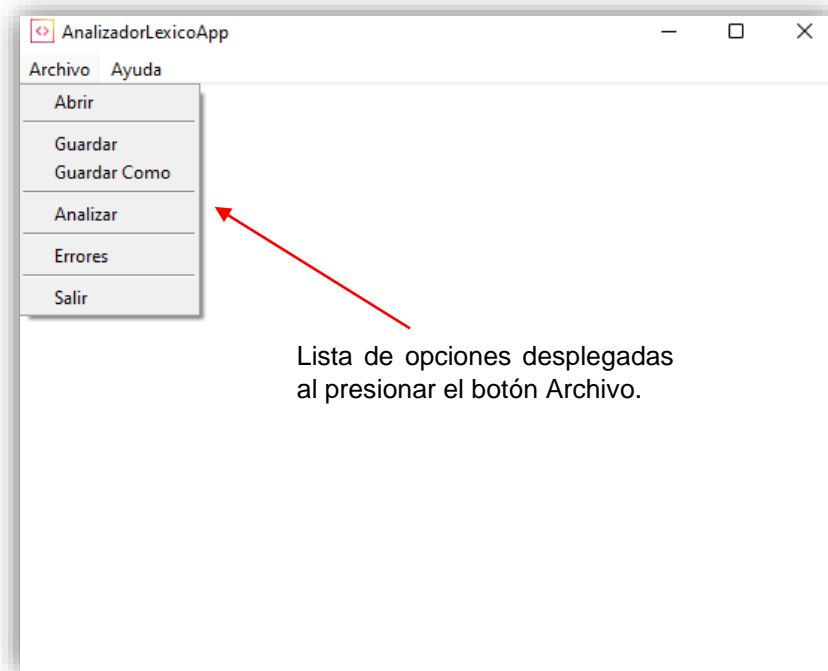 AnalizadorLexicoApp
Archivo Ayuda
Abrir
Guardar
Guardar Como
Analizar
Errores
Salir
Lista de opciones desplegadas
al presionar el botón Archivo.